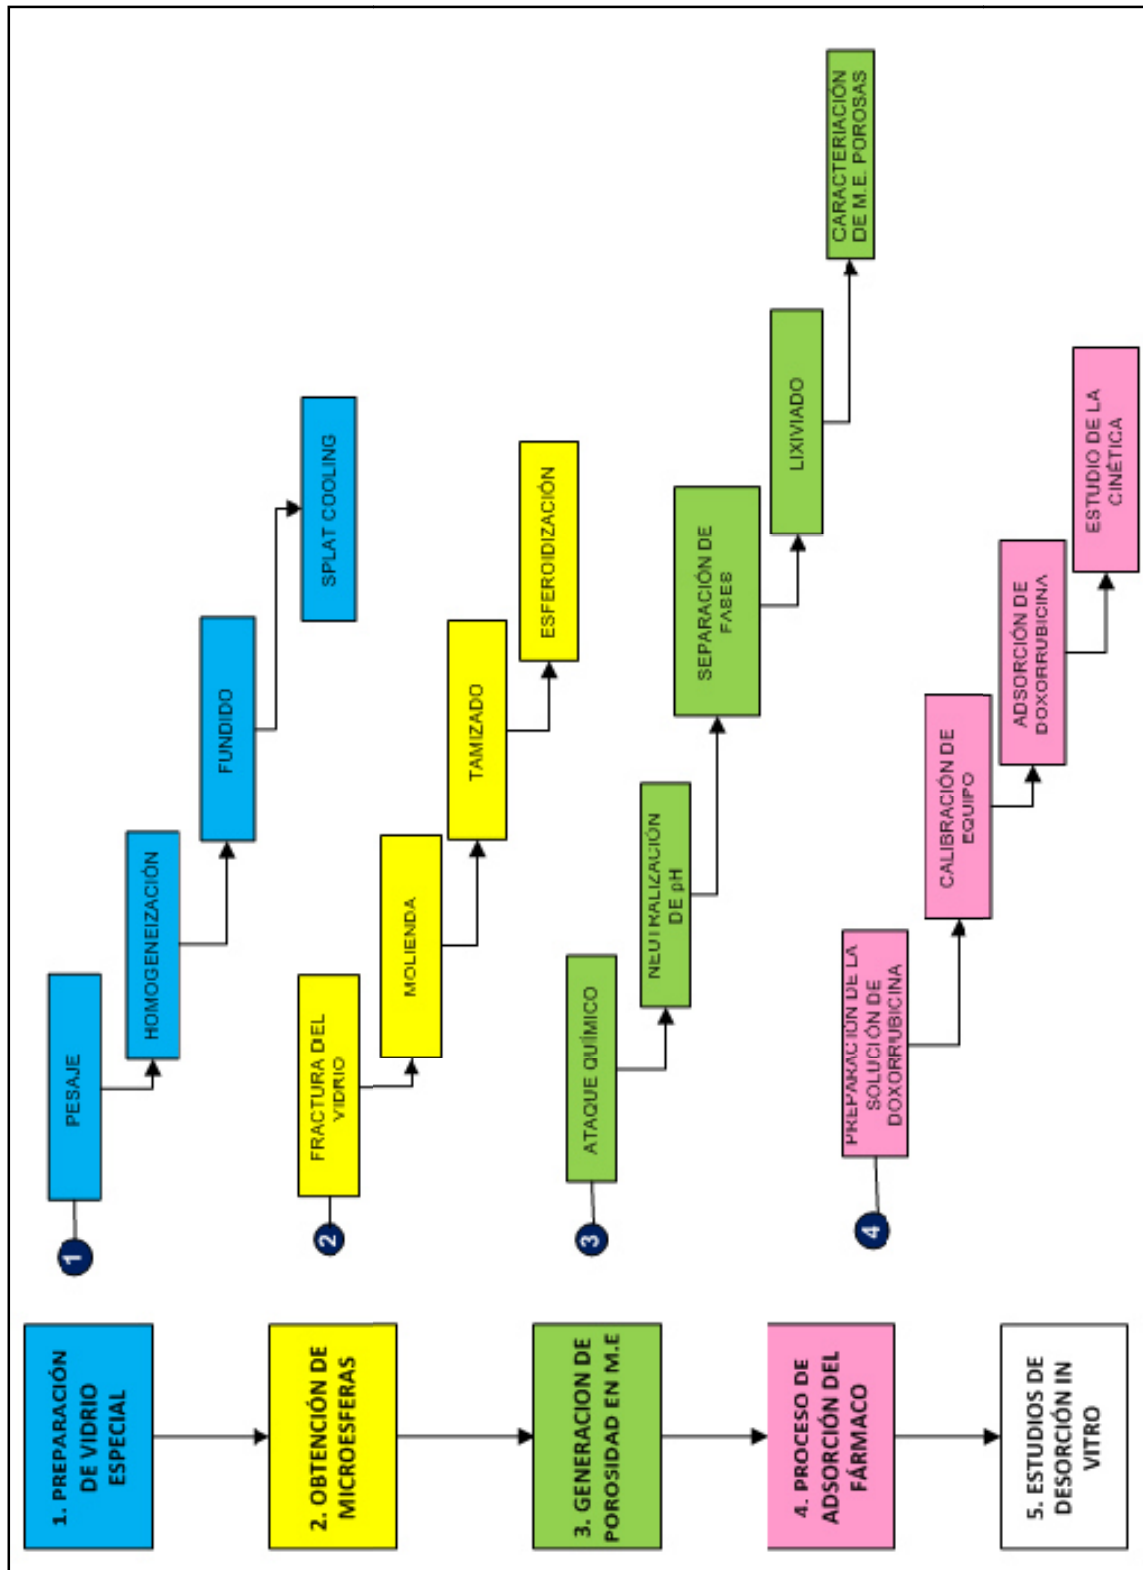 1. PREPARACIÓN
DE VIDRIO
ESPECIAL
1
PESAJE
HOMOGENEIZACIÓN
FUNDIDO
SPLAT COOLING
2. OBTENCIÓN DE
MICROESFERAS
2
FRACTURA DEL
VIDRIO
MOLIENDA
TAMIZADO
ESFEROIDIZACIÓN
3. GENERACION DE
POROSIDAD EN M.E
3
ATAQUE QUÍMICO
NEUTRALIZACIÓN
DE pH
SEPARACIÓN DE
FASES
LIXIVIADO
CARACTERIACIÓN
DE M.E. POROSAS
4. PROCESO DE
ADSORCIÓN DEL
FÁRMACO
4
PREPARACIÓN DE LA
SOLUCIÓN DE
DOXORRUBICINA
CALIBRACIÓN DE
EQUIPO
ADSORCIÓN DE
DOXORRUBICINA
ESTUDIO DE LA
CINÉTICA
5. ESTUDIOS DE
DESORCIÓN IN
VITRO